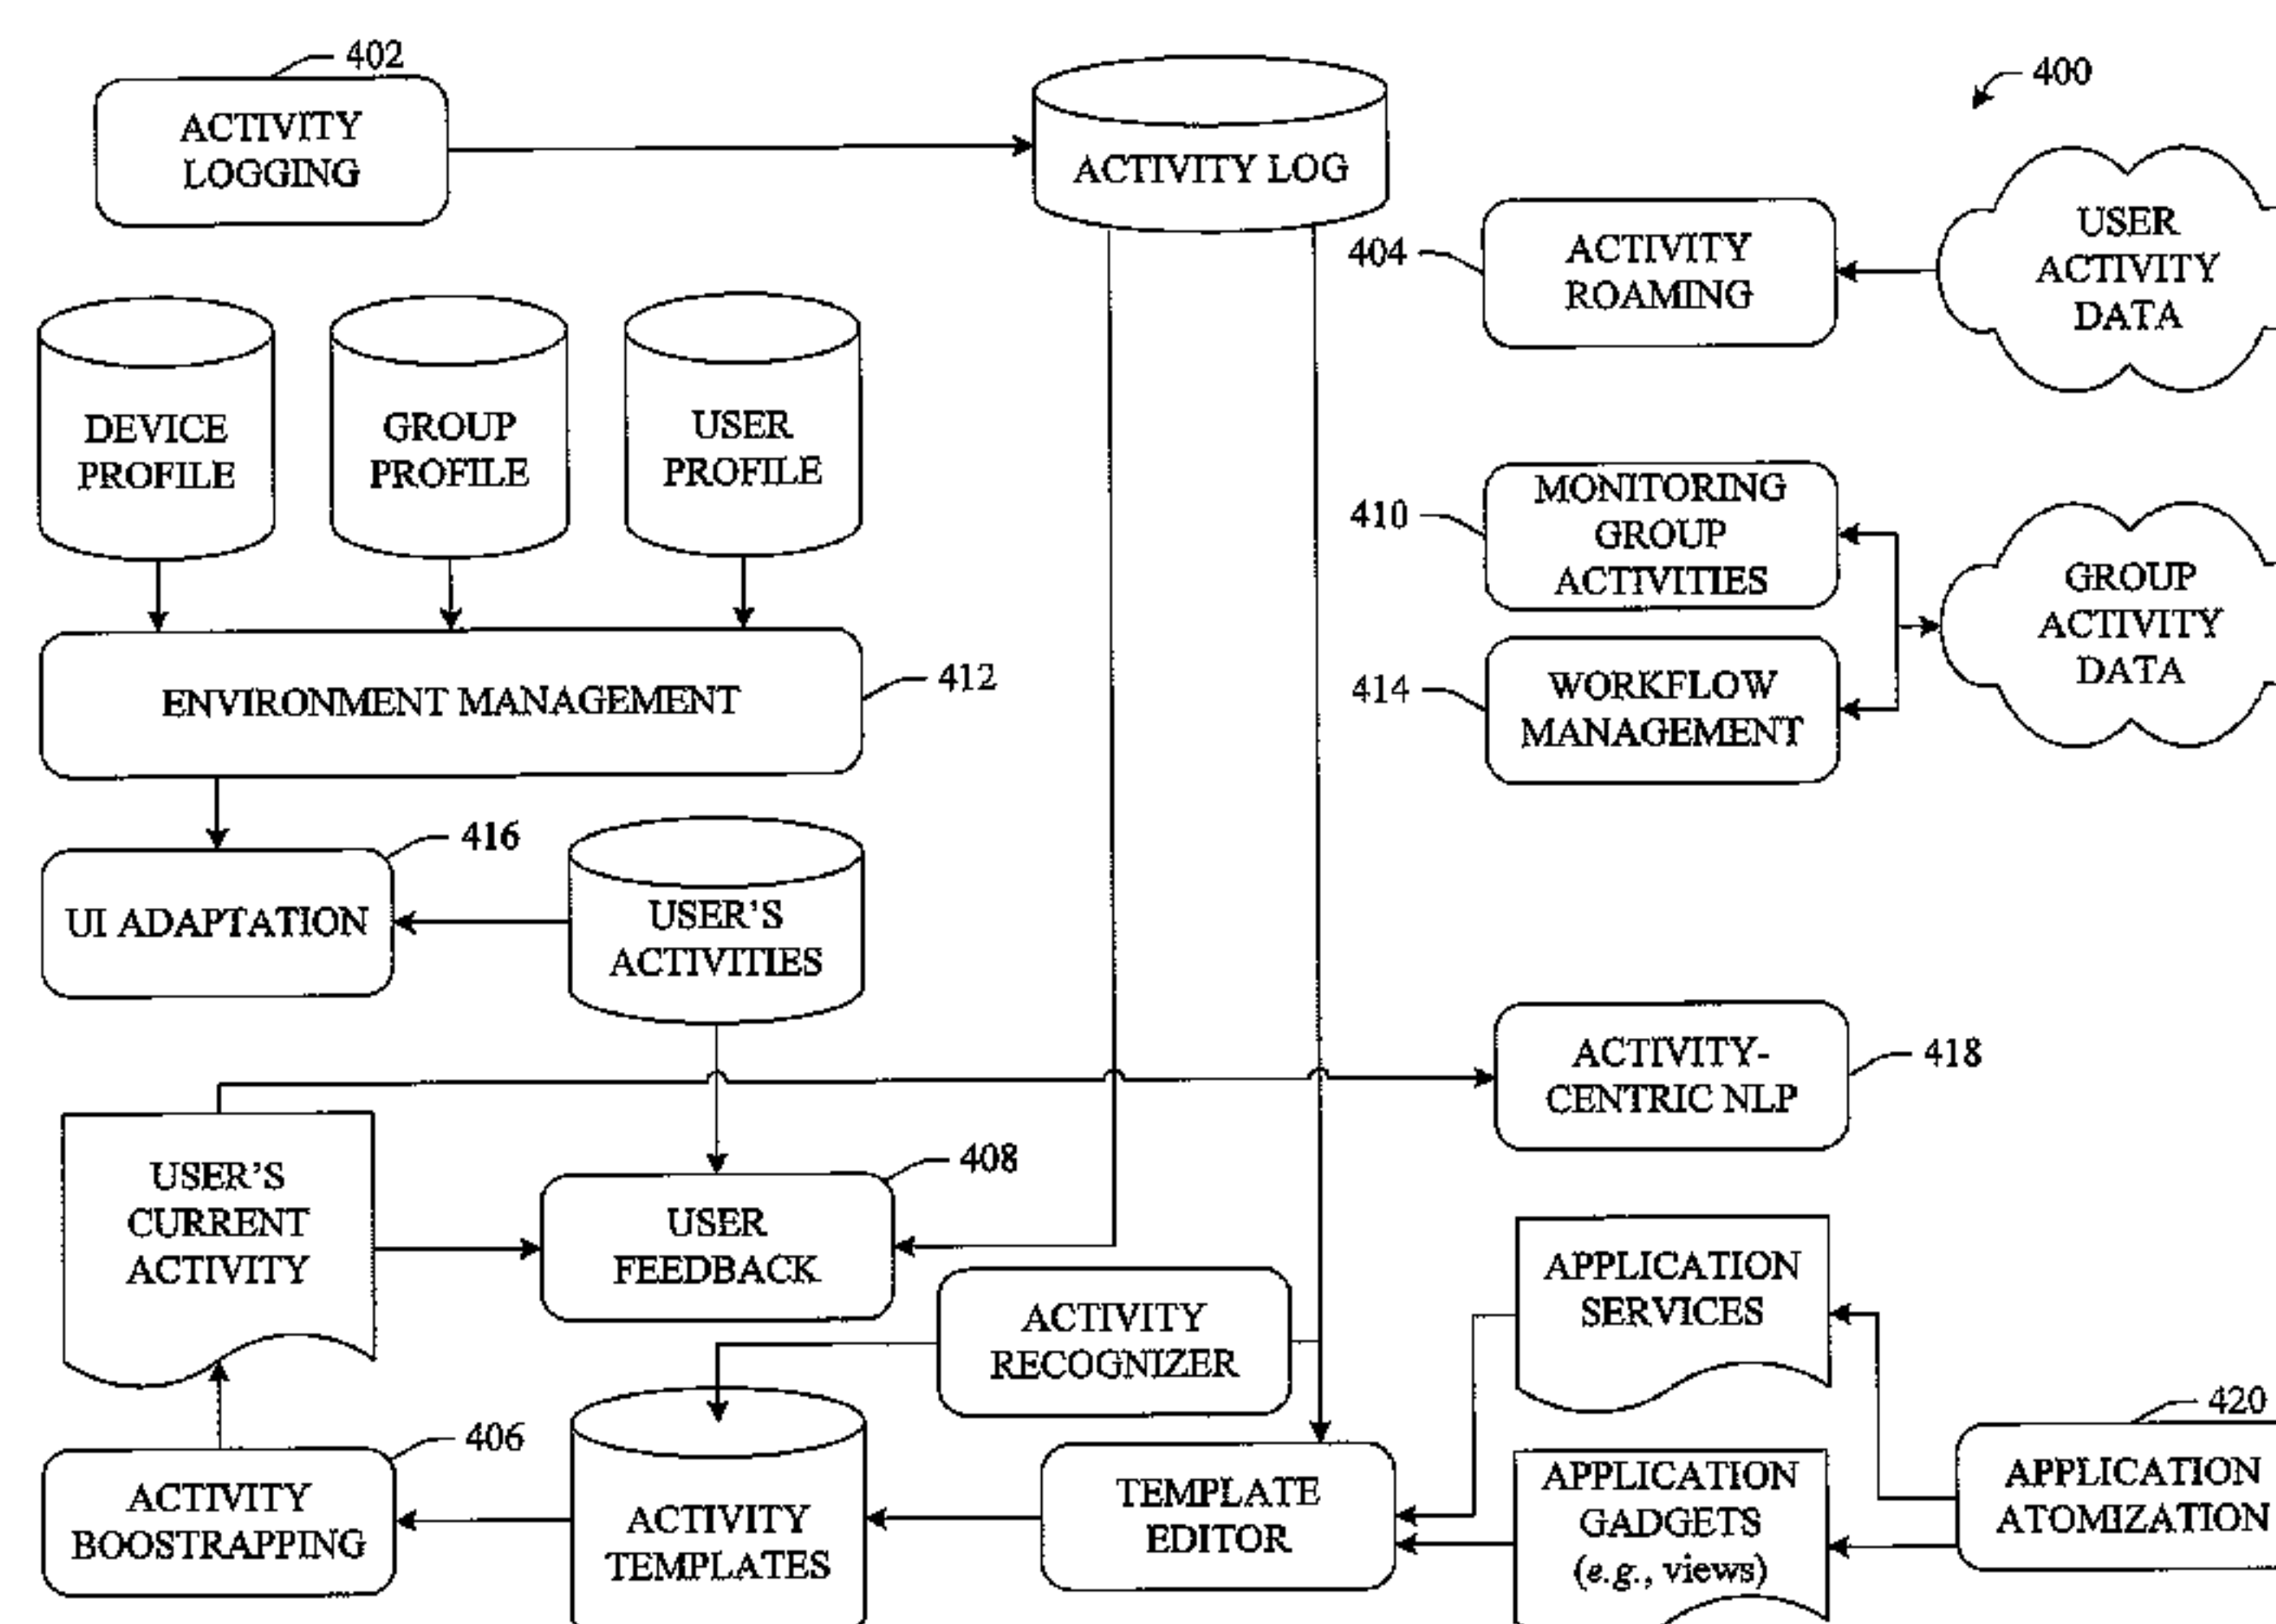 402
ACTIVITY
LOGGING
ACTIVITY LOG
400
404
ACTIVITY
ROAMING
USER
ACTIVITY
DATA
DEVICE
PROFILE
GROUP
PROFILE
USER
PROFILE
410
MONITORING
GROUP
ACTIVITIES
GROUP
ACTIVITY
DATA
ENVIRONMENT MANAGEMENT
412
414
WORKFLOW
MANAGEMENT
416
UI ADAPTATION
USER'S
ACTIVITIES
ACTIVITY-
CENTRIC NLP
418
USER'S
CURRENT
ACTIVITY
408
USER
FEEDBACK
ACTIVITY
RECOGNIZER
APPLICATION
SERVICES
406
ACTIVITY
BOOSTRAPPING
ACTIVITY
TEMPLATES
TEMPLATE
EDITOR
APPLICATION
GADGETS
(e.g., views)
420
APPLICATION
ATOMIZATION